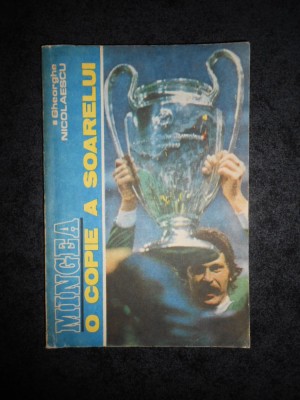 Gheorghe
NICOLAESCU
MINGEA
O COPIE A SOARELUI